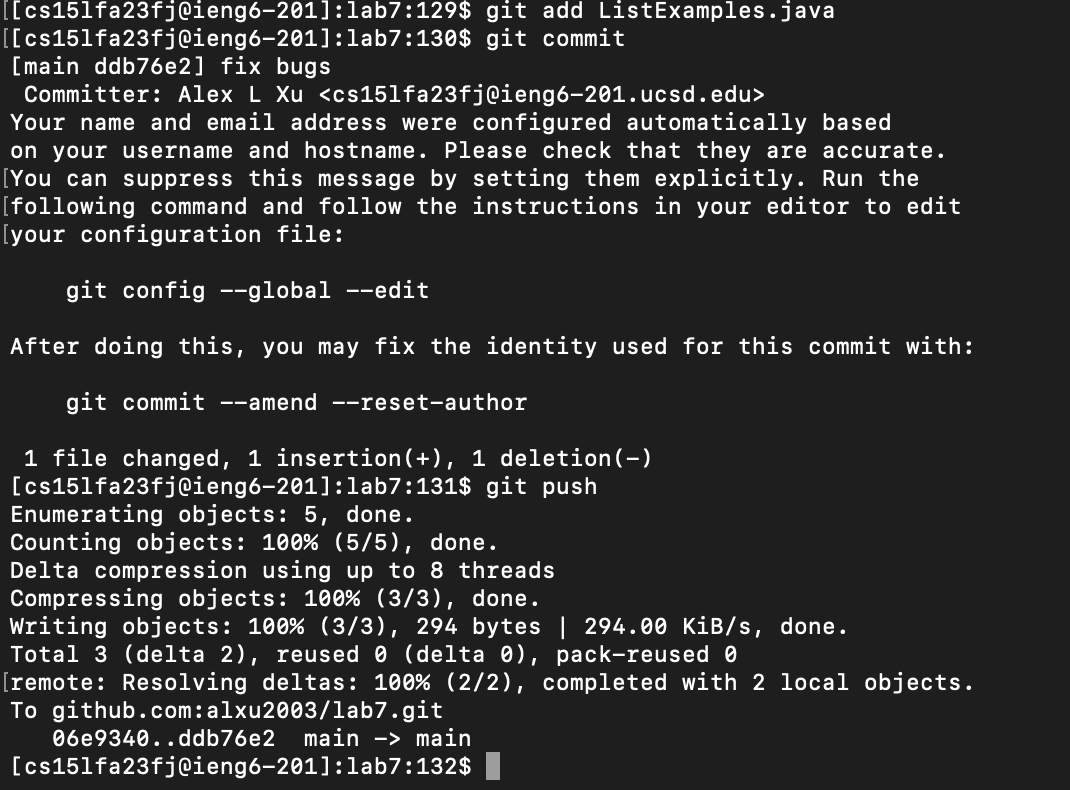 [[cs15lfa23fj@ieng6-201]:lab7:129$ git add ListExamples.java
[[cs15lfa23fj@ieng6-201]:lab7:130$ git commit
[main ddb76e2] fix bugs
 Committer: Alex L Xu <cs15lfa23fj@ieng6-201.ucsd.edu>
Your name and email address were configured automatically based
on your username and hostname. Please check that they are accurate.
[You can suppress this message by setting them explicitly. Run the
[following command and follow the instructions in your editor to edit
[your configuration file:

    git config --global --edit

After doing this, you may fix the identity used for this commit with:

    git commit --amend --reset-author

 1 file changed, 1 insertion(+), 1 deletion(-)
[cs15lfa23fj@ieng6-201]:lab7:131$ git push
Enumerating objects: 5, done.
Counting objects: 100% (5/5), done.
Delta compression using up to 8 threads
Compressing objects: 100% (3/3), done.
Writing objects: 100% (3/3), 294 bytes | 294.00 KiB/s, done.
Total 3 (delta 2), reused 0 (delta 0), pack-reused 0
[remote: Resolving deltas: 100% (2/2), completed with 2 local objects.
To github.com:alxu2003/lab7.git
   06e9340..ddb76e2  main -> main
[cs15lfa23fj@ieng6-201]:lab7:132$